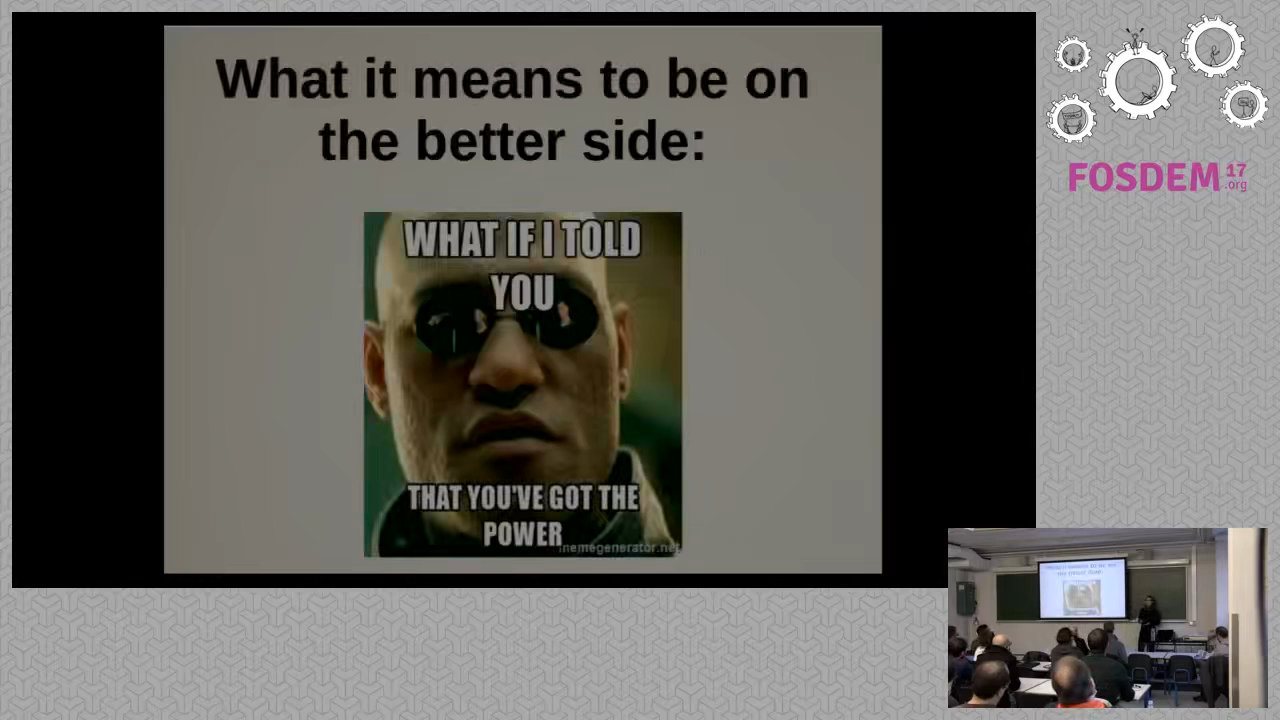 What it means to be on
the better side:
WHAT IF I TOLD
YOU
THAT YOU'VE GOT THE
POWER
memegenerator.net
FOSDEM 17
.org